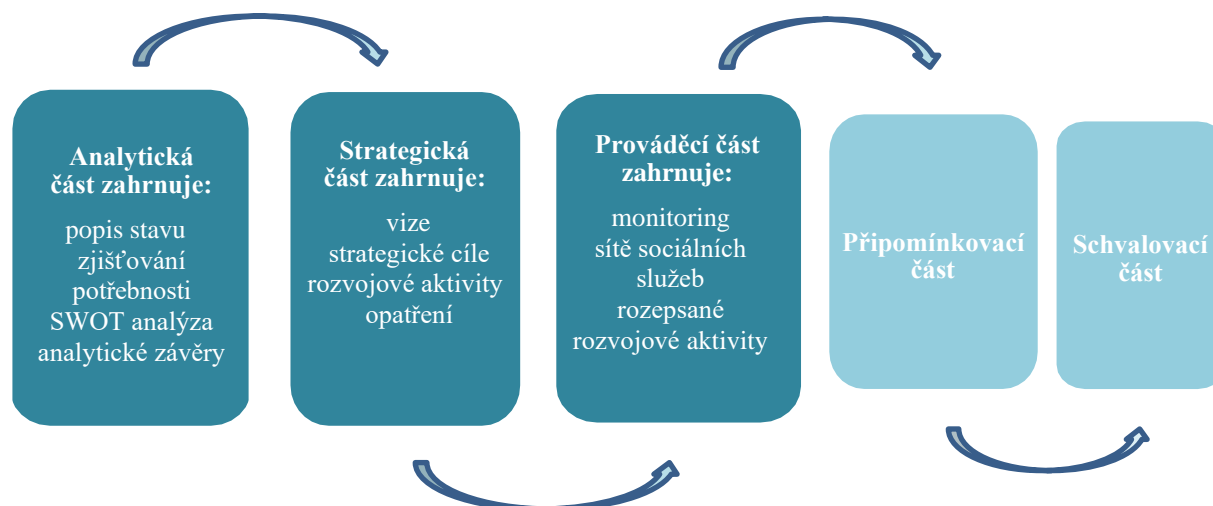 Analytická
část zahrnuje:
popis stavu
zjišťování
potřebnosti
SWOT analýza
analytické závěry
Strategická
část zahrnuje:
vize
strategické cíle
rozvojové aktivity
opatření
Prováděcí část
zahrnuje:
monitoring
sítě sociálních
služeb
rozepsané
rozvojové aktivity
Připomínkovací
část
Schvalovací
část